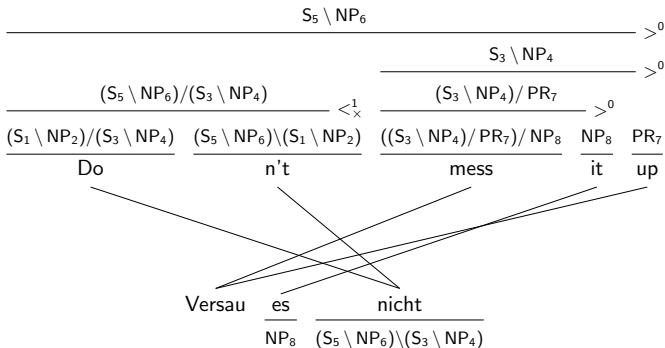 S₅ \ NP₆ >⁰
S₃ \ NP₄ >⁰
(S₅ \ NP₆)/(S₃ \ NP₄) <¹ₓ (S₃ \ NP₄)/ PR₇ >⁰
(S₁ \ NP₂)/(S₃ \ NP₄) (S₅ \ NP₆)\(S₁ \ NP₂) ((S₃ \ NP₄)/ PR₇)/ NP₈ NP₈ PR₇
Do n't mess it up
Versau es nicht
NP₈ (S₅ \ NP₆)\(S₃ \ NP₄)